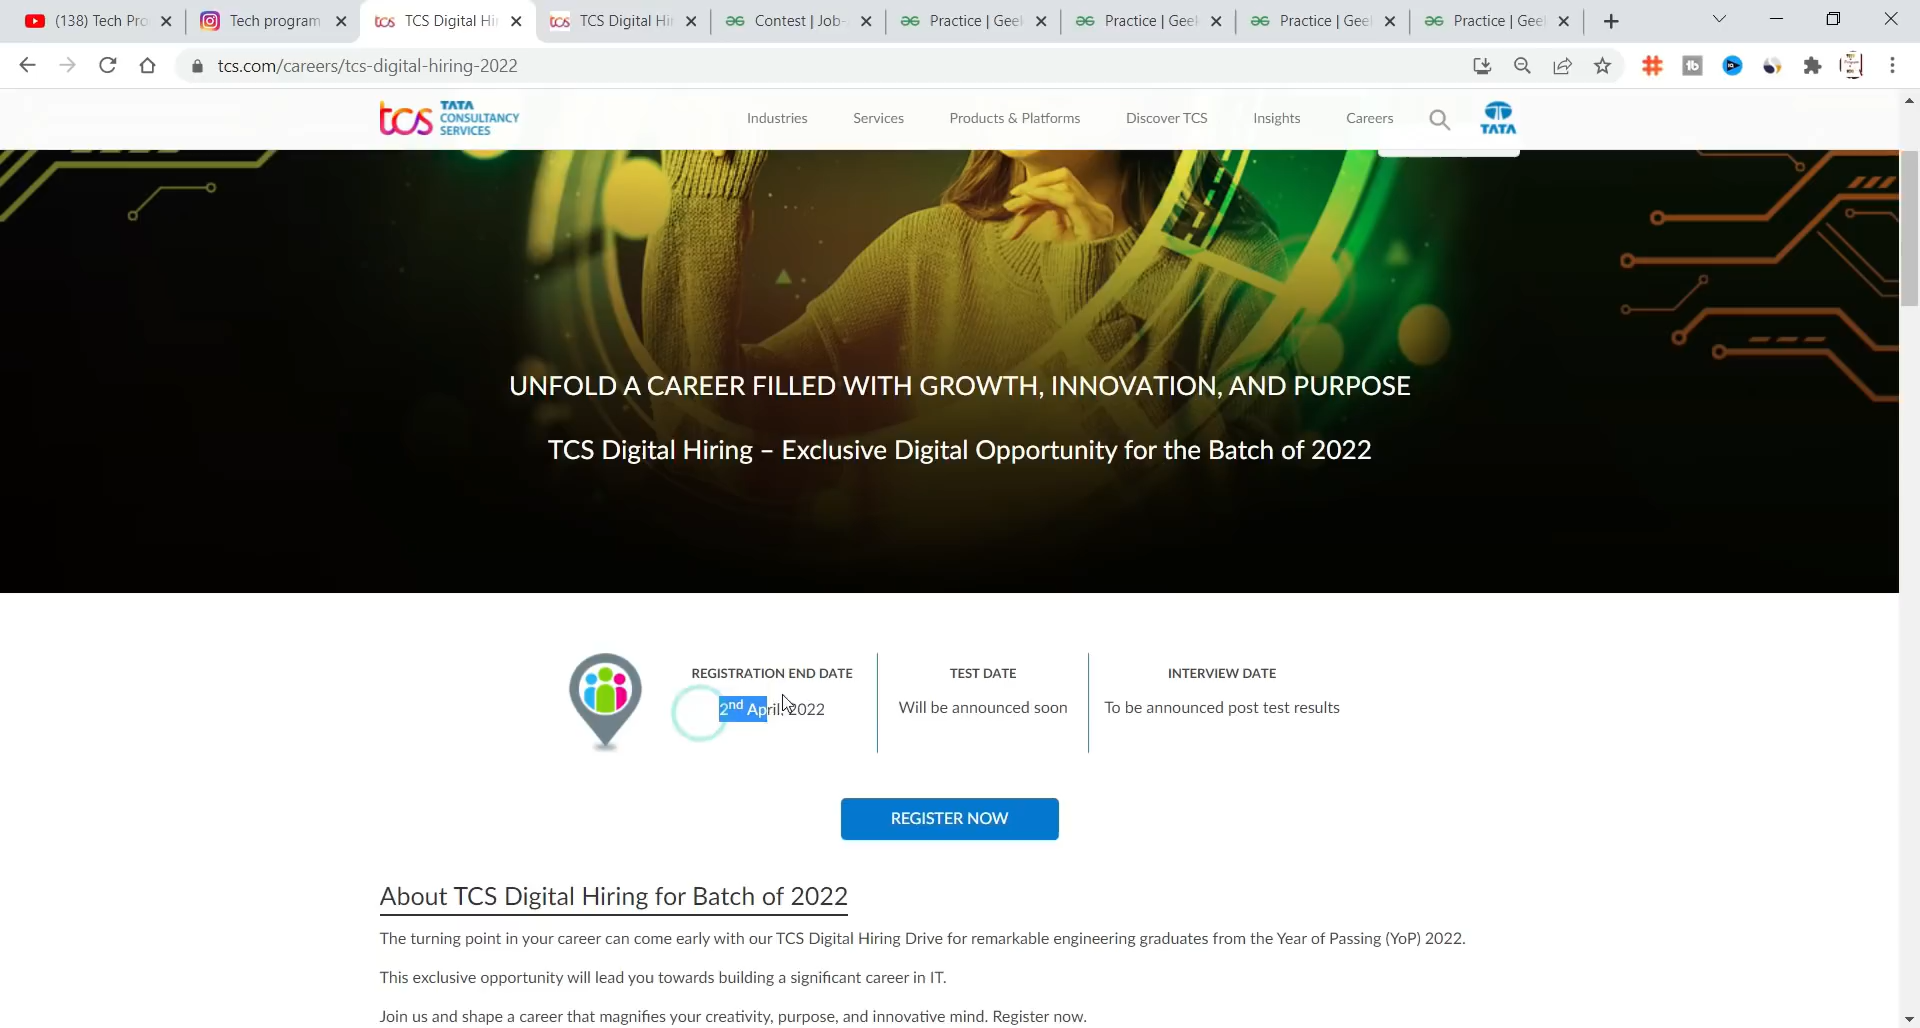 (138) Tech Pro
Tech program
TCS Digital Hi
TCS Digital Hi
Contest | Job-
Practice | Gee
Practice | Gee
Practice | Gee
Practice | Gee
tcs.com/careers/tcs-digital-hiring-2022
tcs TATA CONSULTANCY SERVICES
Industries
Services
Products & Platforms
Discover TCS
Insights
Careers
TATA
UNFOLD A CAREER FILLED WITH GROWTH, INNOVATION, AND PURPOSE
TCS Digital Hiring – Exclusive Digital Opportunity for the Batch of 2022
REGISTRATION END DATE
2nd April 2022
TEST DATE
Will be announced soon
INTERVIEW DATE
To be announced post test results
REGISTER NOW
About TCS Digital Hiring for Batch of 2022
The turning point in your career can come early with our TCS Digital Hiring Drive for remarkable engineering graduates from the Year of Passing (YoP) 2022.
This exclusive opportunity will lead you towards building a significant career in IT.
Join us and shape a career that magnifies your creativity, purpose, and innovative mind. Register now.